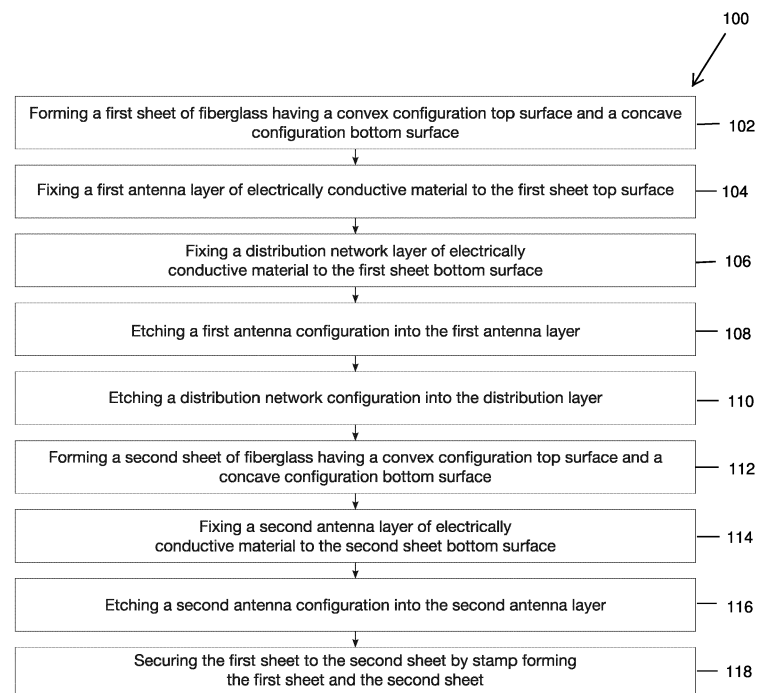 100
Forming a first sheet of fiberglass having a convex configuration top surface and a concave
configuration bottom surface
102
Fixing a first antenna layer of electrically conductive material to the first sheet top surface
104
Fixing a distribution network layer of electrically
conductive material to the first sheet bottom surface
106
Etching a first antenna configuration into the first antenna layer
108
Etching a distribution network configuration into the distribution layer
110
Forming a second sheet of fiberglass having a convex configuration top surface and a
concave configuration bottom surface
112
Fixing a second antenna layer of electrically
conductive material to the second sheet bottom surface
114
Etching a second antenna configuration into the second antenna layer
116
Securing the first sheet to the second sheet by stamp forming
the first sheet and the second sheet
118